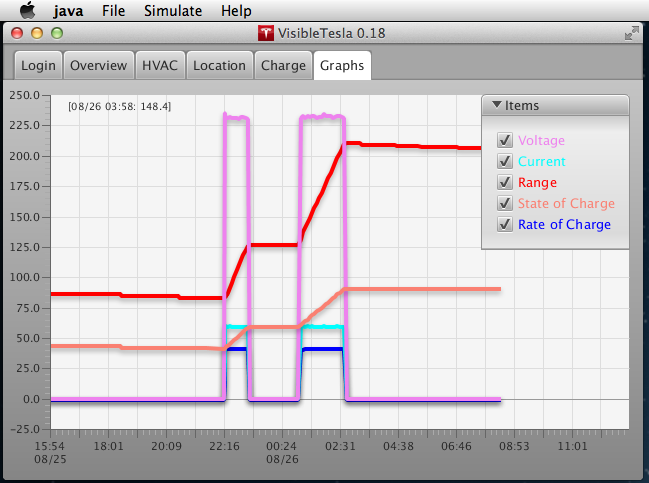 java File Simulate Help
VisibleTesla 0.18
Login Overview HVAC Location Charge Graphs
[08/26 03:58: 148.4]
250.0
225.0
200.0
175.0
150.0
125.0
100.0
75.0
50.0
25.0
0.0
-25.0
15:54 18:01 20:09 22:16 00:24 02:31 04:38 06:46 08:53 11:01
08/25 08/26
Items
Voltage
Current
Range
State of Charge
Rate of Charge